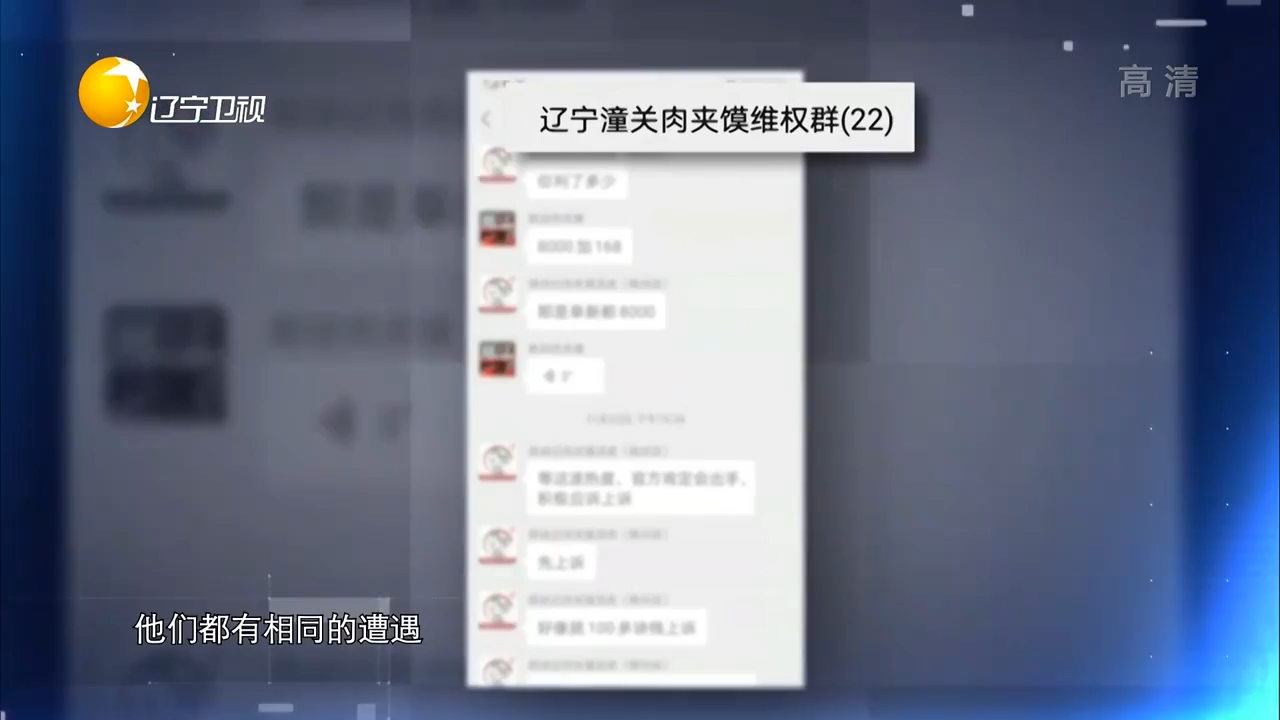 辽宁卫视
高清
辽宁潼关肉夹馍维权群(22)
你判了多少
8000加168
那是阜新都8000
等这波热度，官方肯定会出手，
积极应诉上诉
先上诉
好像就100多块钱上诉
他们都有相同的遭遇